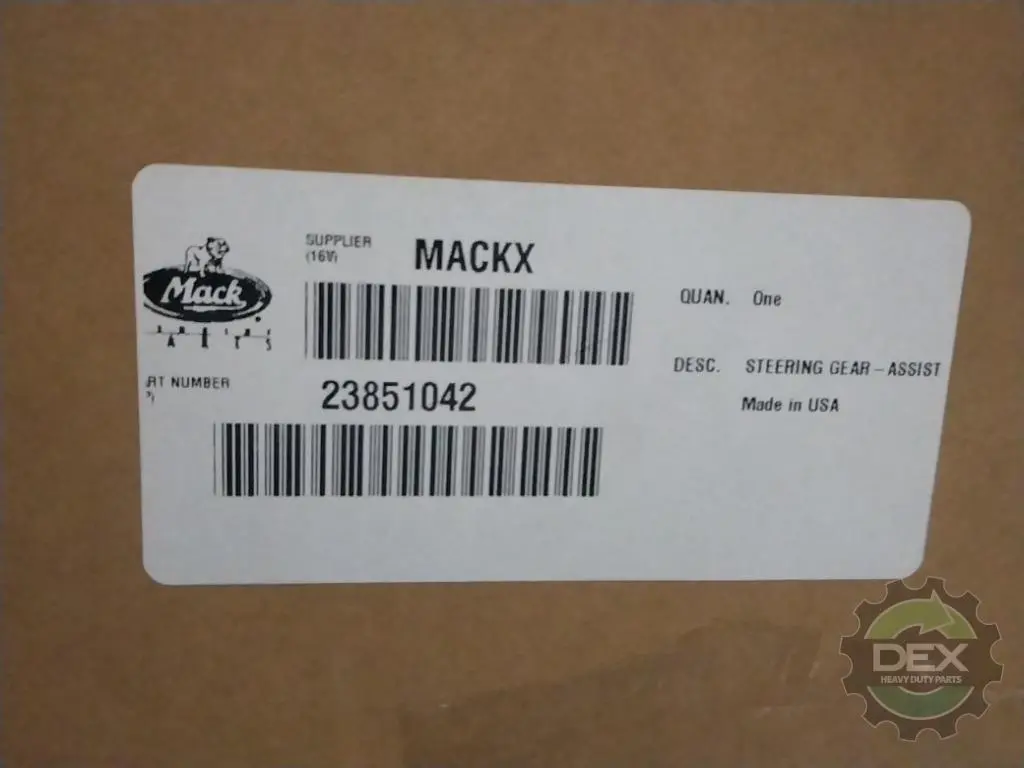 SUPPLIER
(16V)
MACKX
Mack
QUAN. One
DESC. STEERING GEAR – ASSIST
Made in USA
RT NUMBER
23851042
DEX
HEAVY DUTY PARTS